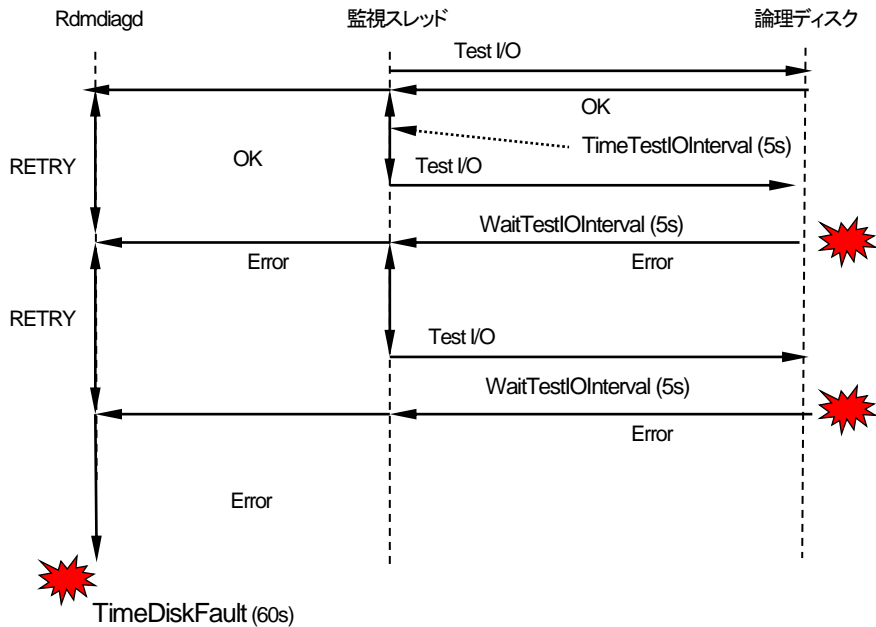 Rdmdiagd
監視スレッド
論理ディスク
Test I/O
OK
TimeTestIOInterval (5s)
OK
RETRY
Test I/O
WaitTestIOInterval (5s)
Error
Error
RETRY
Test I/O
WaitTestIOInterval (5s)
Error
Error
TimeDiskFault (60s)